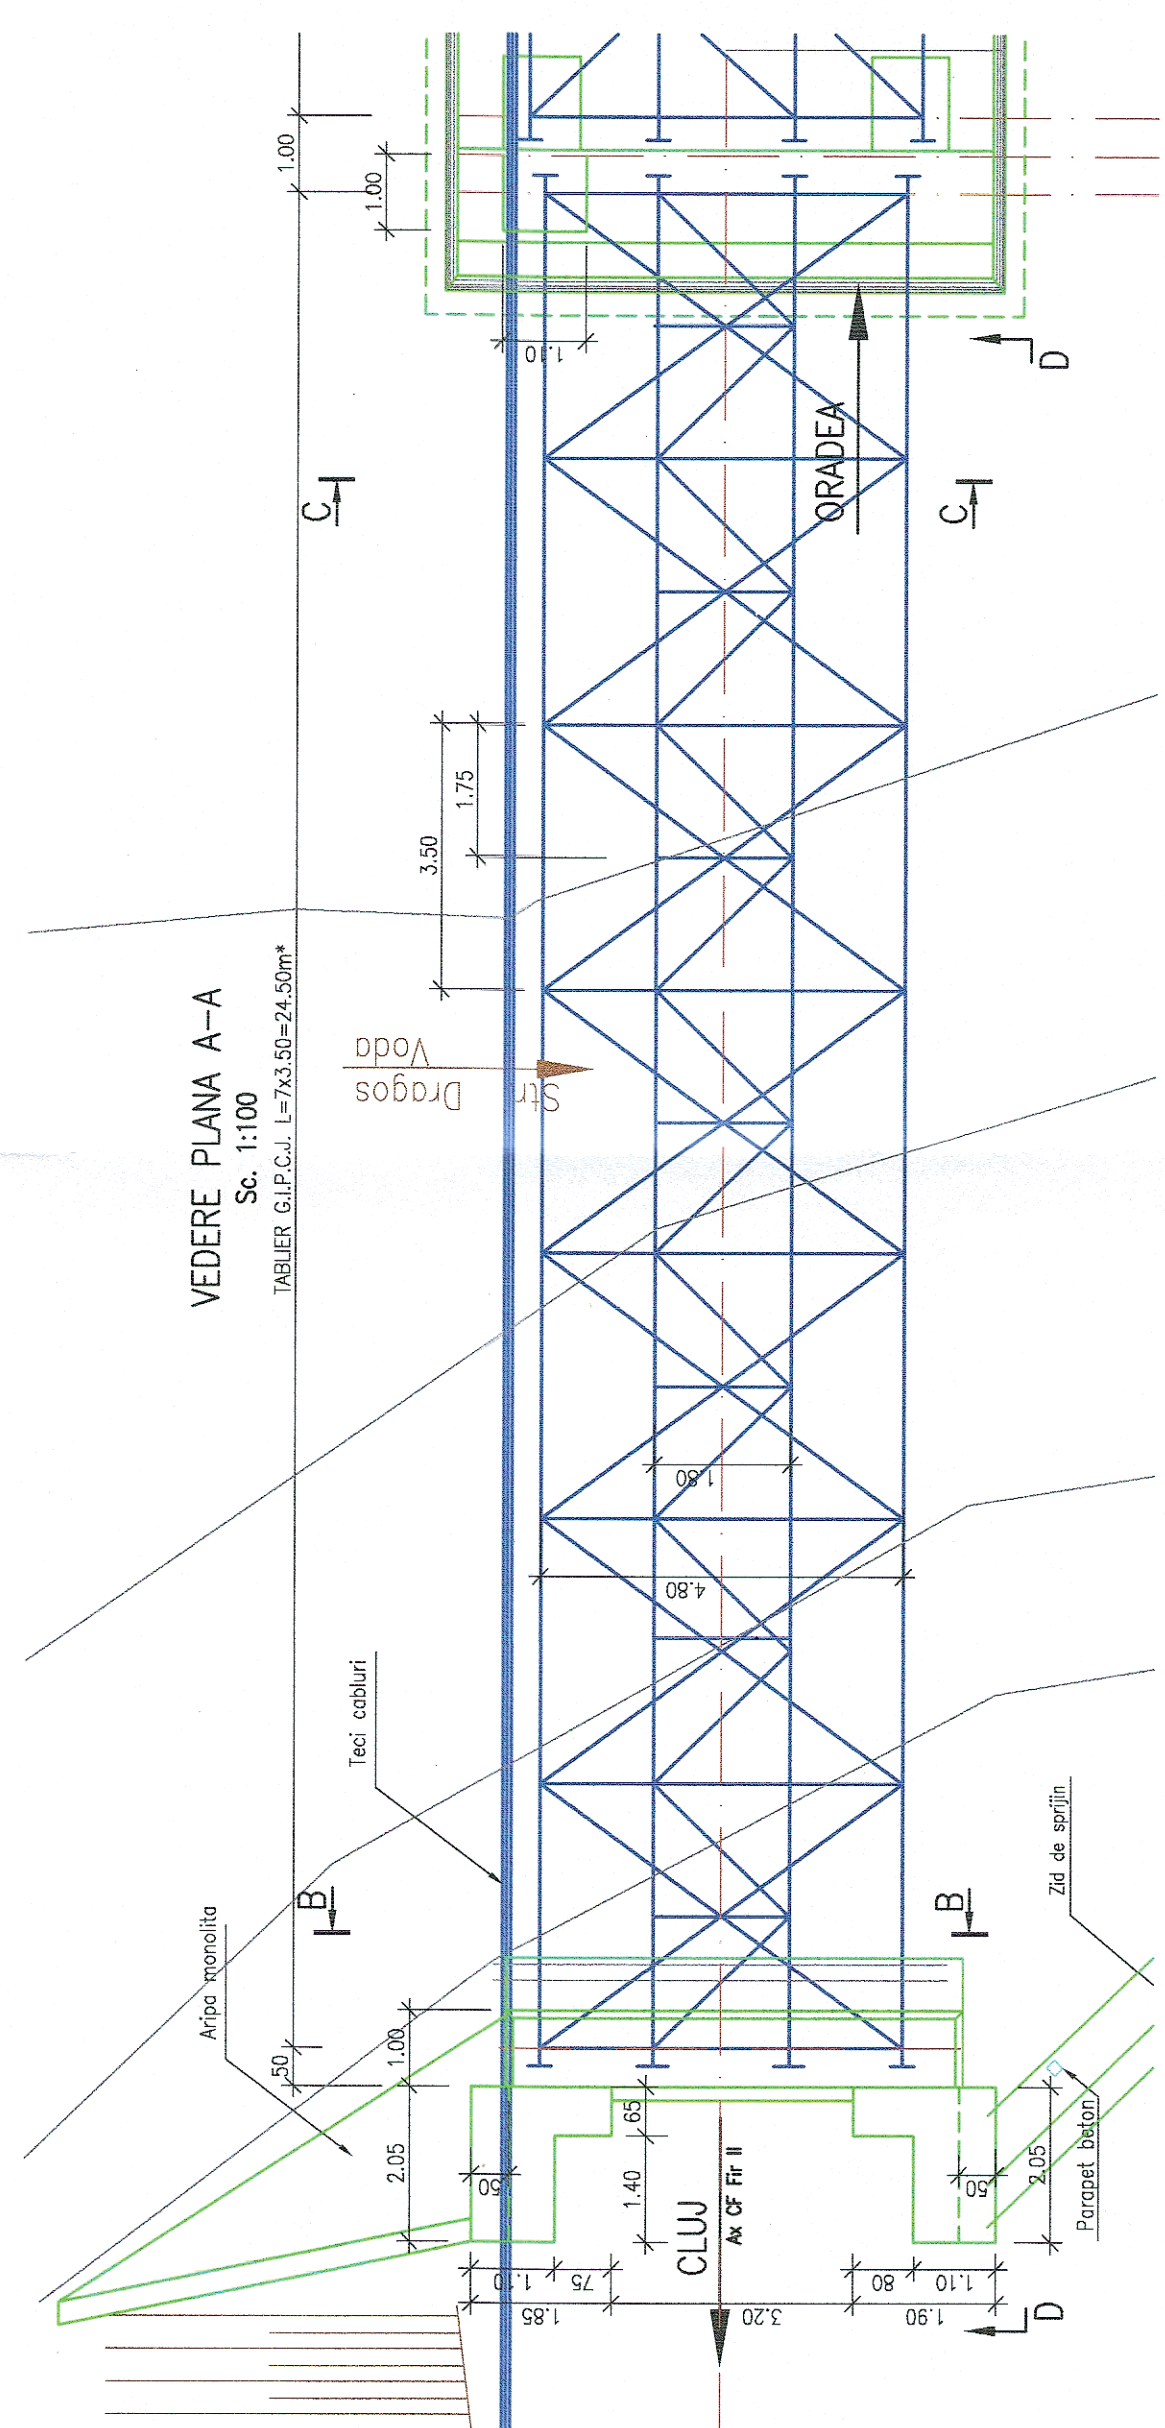 VEDERE PLANA A-A
Sc. 1:100
TABLIER G.I.P.C.J. L=7x3.50=24.50m*
1.00
1.00
1.10
C
C
D
ORADEA
3.50
1.75
Str
Dragos
Voda
1.80
4.80
Teci cabluri
Aripa monolita
B
B
Zid de sprijin
50
1.00
2.05
50
65
1.40
CLUJ
Ax CF Fir II
50
2.05
Parapet beton
1.10
75
80
1.10
1.85
3.20
1.90
D